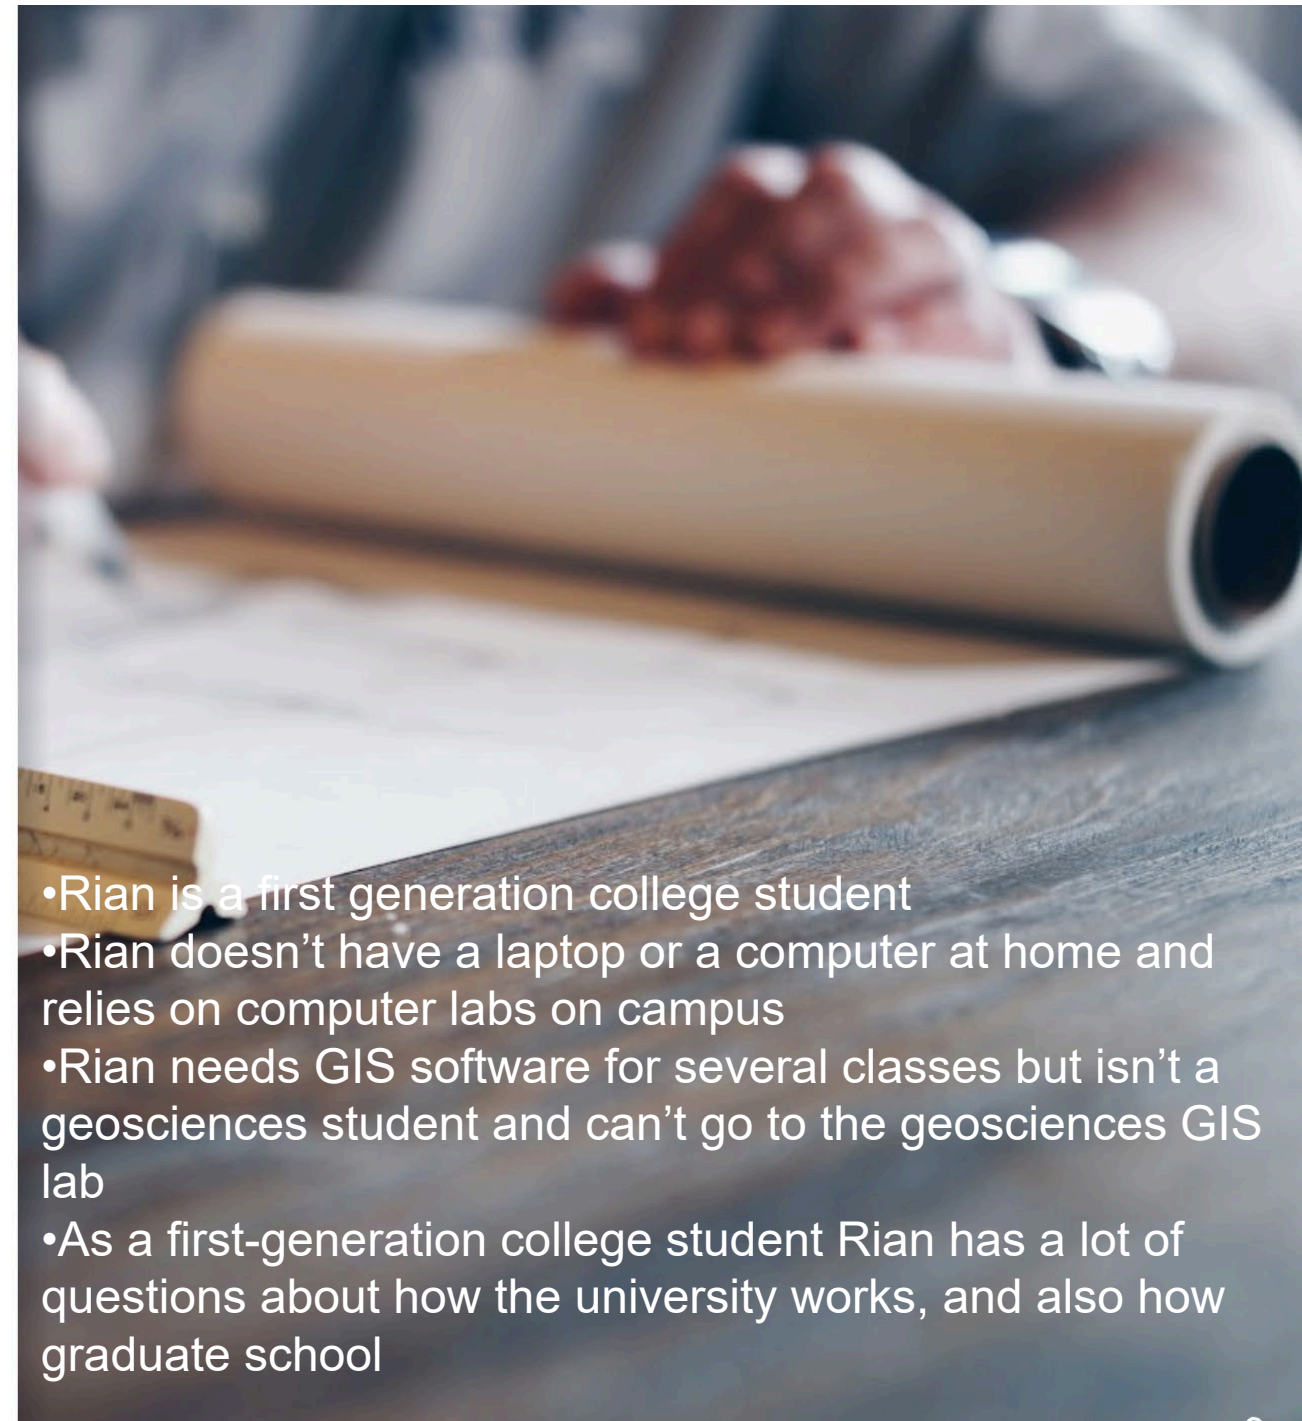 •Rian is a first generation college student
•Rian doesn’t have a laptop or a computer at home and
relies on computer labs on campus
•Rian needs GIS software for several classes but isn’t a
geosciences student and can’t go to the geosciences GIS
lab
•As a first-generation college student Rian has a lot of
questions about how the university works, and also how
graduate school